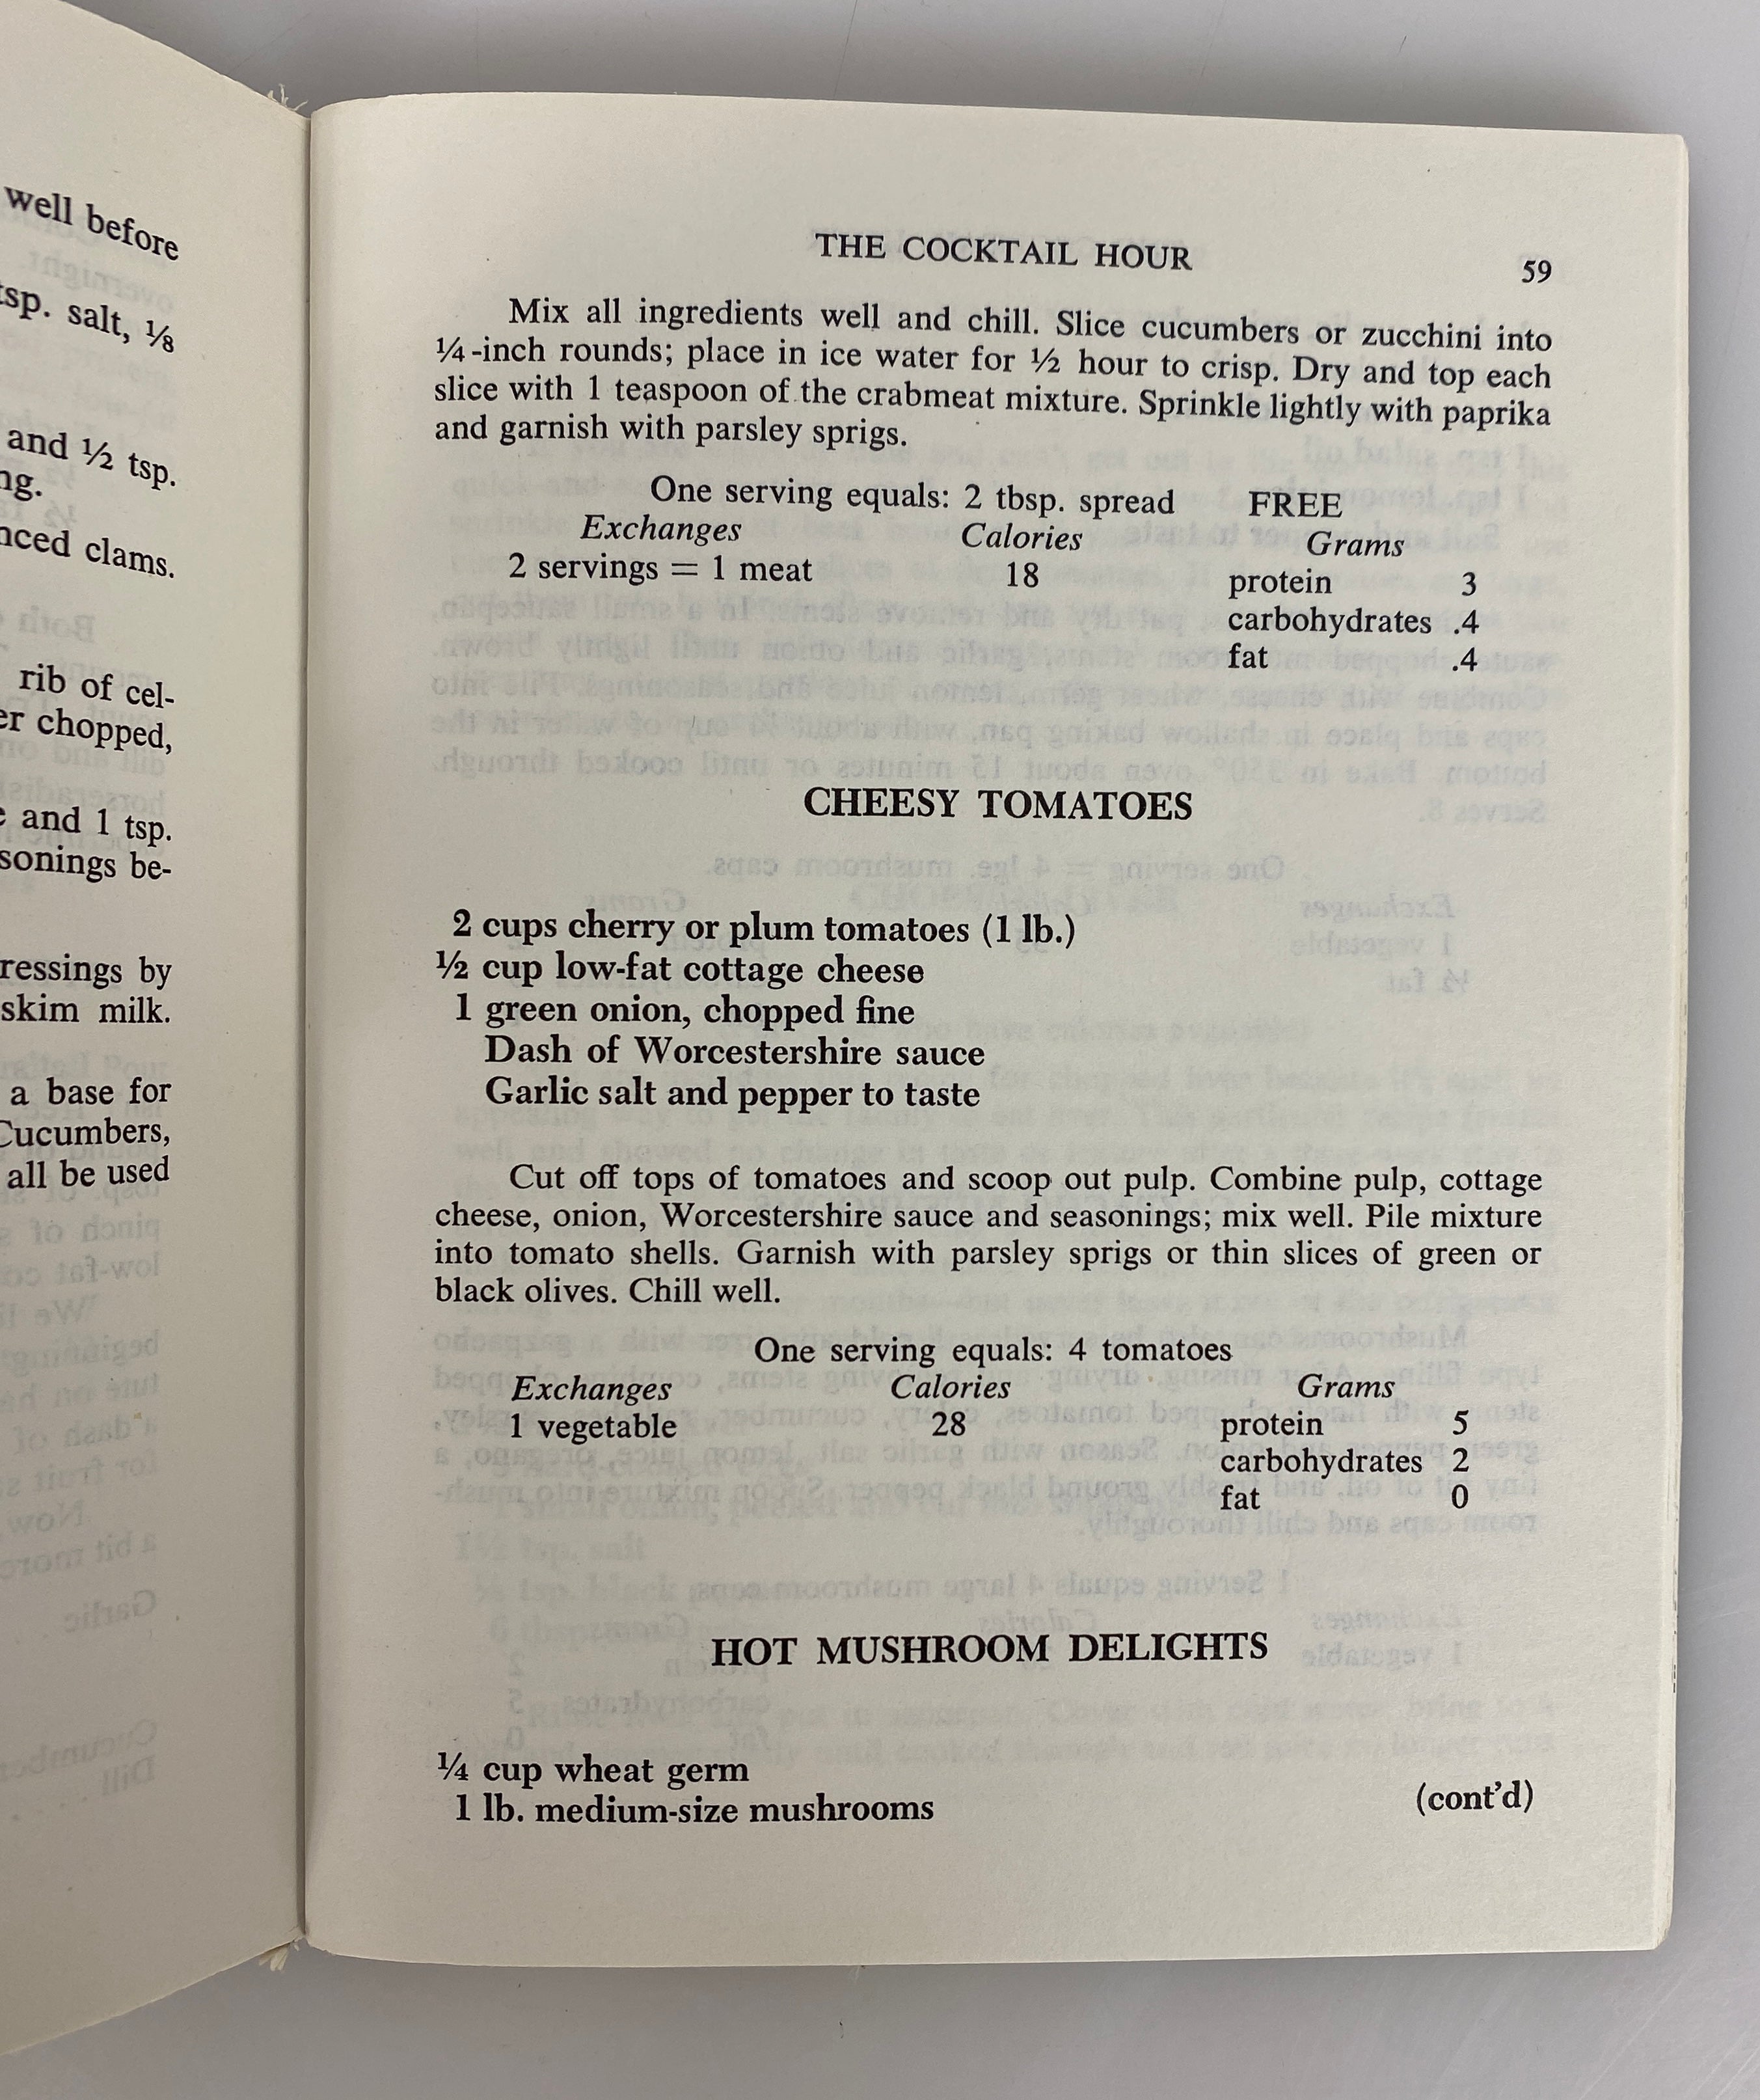 well before
tsp. salt, ⅛
and ½ tsp.
ng.
nced clams.
rib of cel-
er chopped,
and 1 tsp.
sonings be-
ressings by
skim milk.
a base for
Cucumbers,
all be used
THE COCKTAIL HOUR
59
Mix all ingredients well and chill. Slice cucumbers or zucchini into
¼-inch rounds; place in ice water for ½ hour to crisp. Dry and top each
slice with 1 teaspoon of the crabmeat mixture. Sprinkle lightly with paprika
and garnish with parsley sprigs.
One serving equals: 2 tbsp. spread FREE
Exchanges Calories Grams
2 servings = 1 meat 18 protein 3
carbohydrates .4
fat .4
CHEESY TOMATOES
2 cups cherry or plum tomatoes (1 lb.)
½ cup low-fat cottage cheese
1 green onion, chopped fine
Dash of Worcestershire sauce
Garlic salt and pepper to taste
Cut off tops of tomatoes and scoop out pulp. Combine pulp, cottage
cheese, onion, Worcestershire sauce and seasonings; mix well. Pile mixture
into tomato shells. Garnish with parsley sprigs or thin slices of green or
black olives. Chill well.
One serving equals: 4 tomatoes
Exchanges Calories Grams
1 vegetable 28 protein 5
carbohydrates 2
fat 0
HOT MUSHROOM DELIGHTS
¼ cup wheat germ
1 lb. medium-size mushrooms
(cont'd)